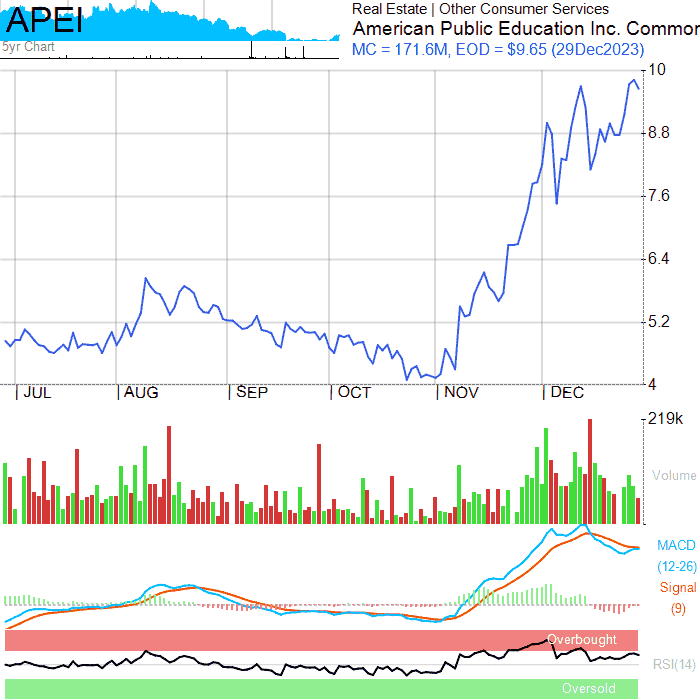 APEI
5yr Chart
Real Estate | Other Consumer Services
American Public Education Inc. Common
MC = 171.6M, EOD = $9.65 (29Dec2023)
10
8.8
7.6
6.4
5.2
4
JUL AUG SEP OCT NOV DEC
219k
Volume
MACD
(12-26)
Signal
(9)
Overbought
RSI(14)
Oversold